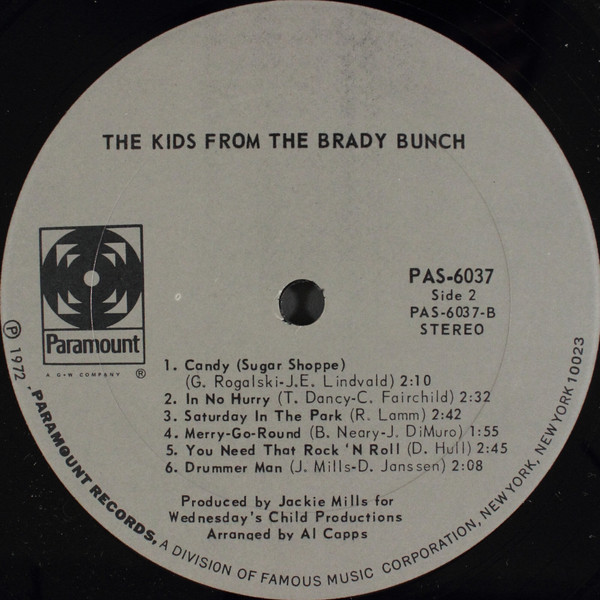 THE KIDS FROM THE BRADY BUNCH
Paramount
A G+W COMPANY ®
PAS-6037
Side 2
PAS-6037-B
STEREO
1. Candy (Sugar Shoppe)
(G. Rogalski-J.E. Lindvald) 2:10
2. In No Hurry (T. Dancy-C. Fairchild) 2:32
3. Saturday In The Park (R. Lamm) 2:42
4. Merry-Go-Round (B. Neary-J. DiMuro) 1:55
5. You Need That Rock 'N Roll (D. Hull) 2:45
6. Drummer Man (J. Mills-D. Janssen) 2:08
Produced by Jackie Mills for
Wednesday's Child Productions
Arranged by Al Capps
℗ 1972, PARAMOUNT RECORDS, A DIVISION OF FAMOUS MUSIC CORPORATION, NEW YORK, NEW YORK 10023